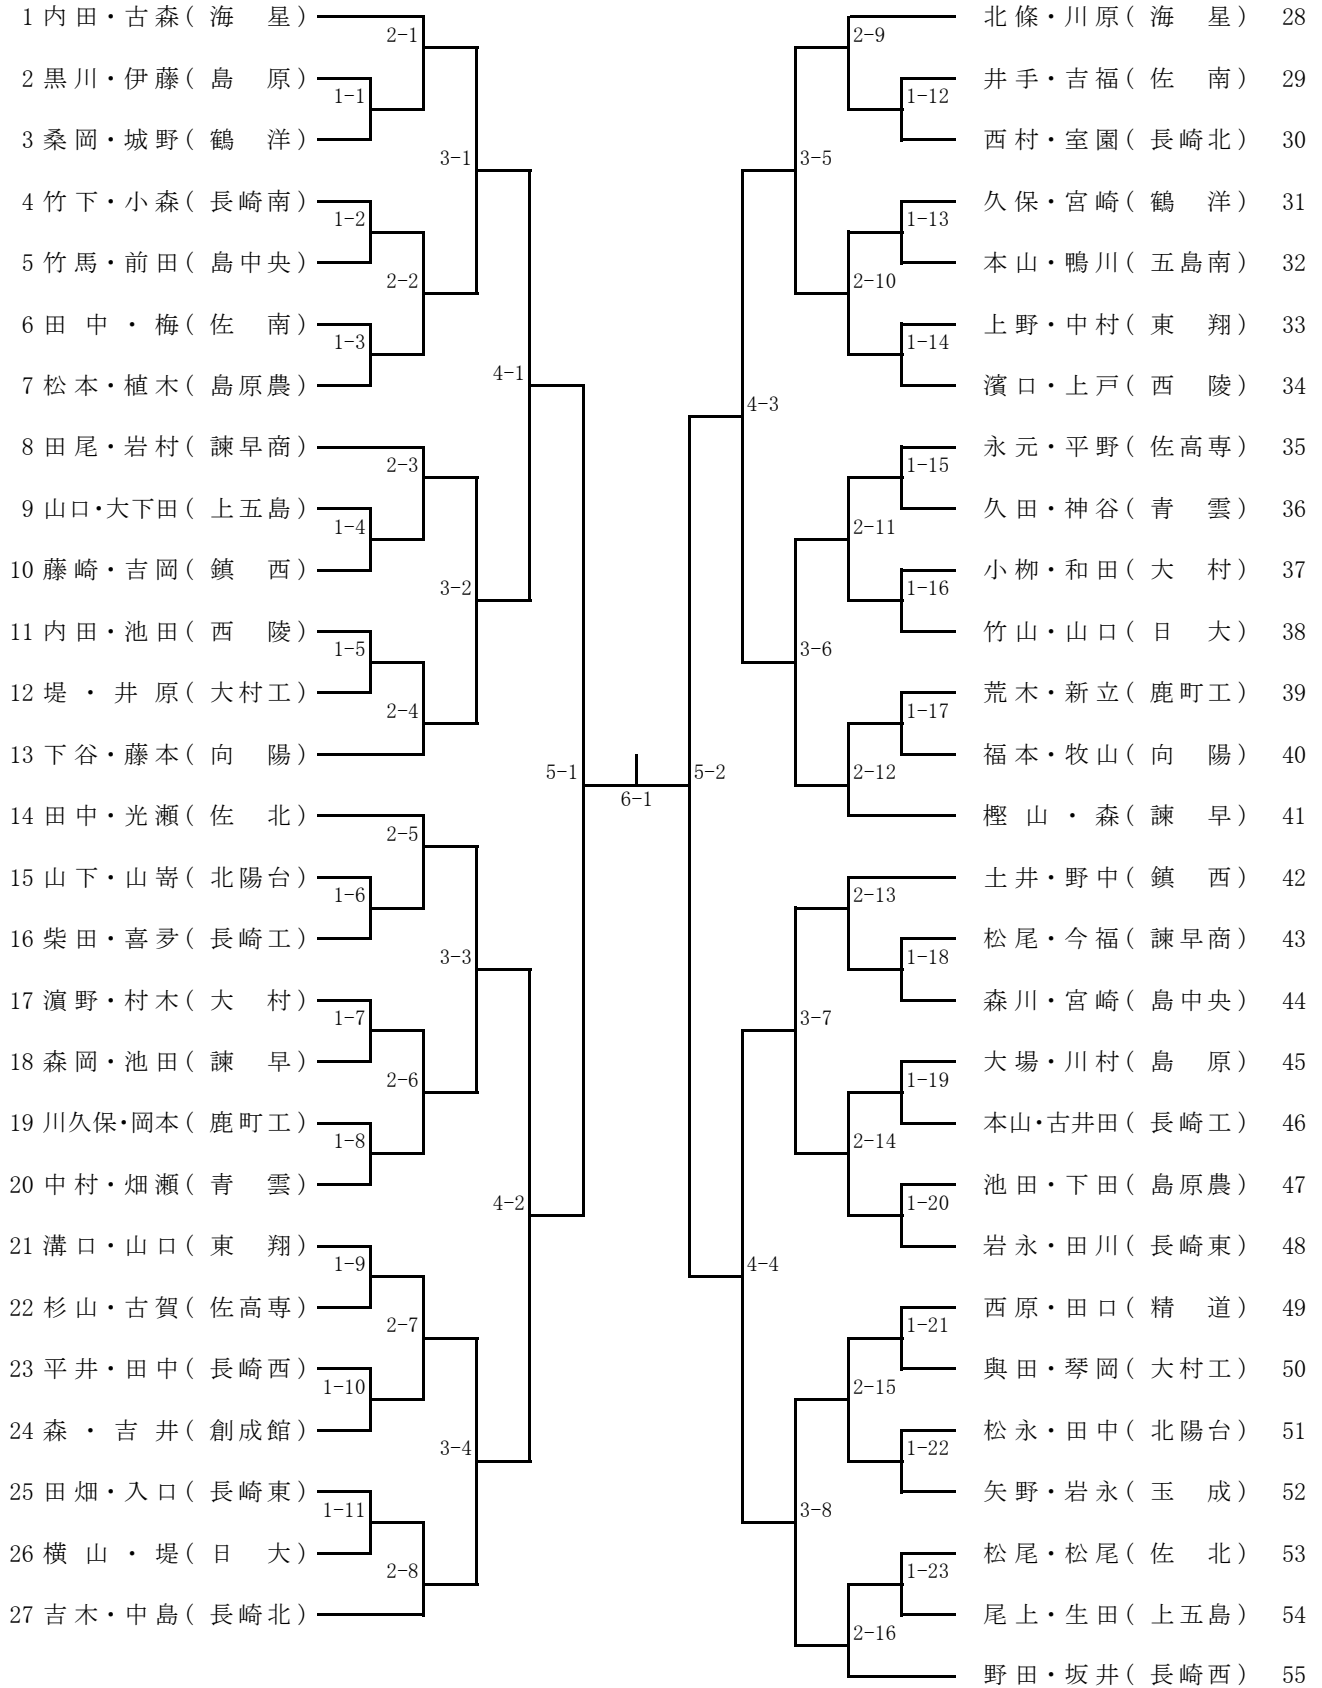 1 内田・古森( 海　星)
2 黒川・伊藤( 島　原)
3 桑岡・城野( 鶴　洋)
4 竹下・小森( 長崎南)
5 竹馬・前田( 島中央)
6 田中・梅( 佐　南)
7 松本・植木( 島原農)
8 田尾・岩村( 諫早商)
9 山口・大下田( 上五島)
10 藤崎・吉岡( 鎮　西)
11 内田・池田( 西　陵)
12 堤・井原( 大村工)
13 下谷・藤本( 向　陽)
14 田中・光瀬( 佐　北)
15 山下・山嵜( 北陽台)
16 柴田・喜夛( 長崎工)
17 濵野・村木( 大　村)
18 森岡・池田( 諫　早)
19 川久保・岡本( 鹿町工)
20 中村・畑瀬( 青　雲)
21 溝口・山口( 東　翔)
22 杉山・古賀( 佐高専)
23 平井・田中( 長崎西)
24 森・吉井( 創成館)
25 田畑・入口( 長崎東)
26 横山・堤( 日　大)
27 吉木・中島( 長崎北)
2-1
1-1
3-1
1-2
2-2
1-3
4-1
2-3
1-4
3-2
1-5
2-4
5-1
2-5
1-6
3-3
1-7
2-6
1-8
4-2
1-9
2-7
1-10
3-4
1-11
2-8
6-1
5-2
2-9
1-12
3-5
1-13
2-10
1-14
4-3
1-15
2-11
1-16
3-6
1-17
2-12
2-13
1-18
3-7
1-19
2-14
1-20
4-4
1-21
2-15
1-22
3-8
1-23
2-16
北條・川原( 海　星) 28
井手・吉福( 佐　南) 29
西村・室園( 長崎北) 30
久保・宮崎( 鶴　洋) 31
本山・鴨川( 五島南) 32
上野・中村( 東　翔) 33
濱口・上戸( 西　陵) 34
永元・平野( 佐高専) 35
久田・神谷( 青　雲) 36
小栁・和田( 大　村) 37
竹山・山口( 日　大) 38
荒木・新立( 鹿町工) 39
福本・牧山( 向　陽) 40
樫山・森( 諫　早) 41
土井・野中( 鎮　西) 42
松尾・今福( 諫早商) 43
森川・宮崎( 島中央) 44
大場・川村( 島　原) 45
本山・古井田( 長崎工) 46
池田・下田( 島原農) 47
岩永・田川( 長崎東) 48
西原・田口( 精　道) 49
與田・琴岡( 大村工) 50
松永・田中( 北陽台) 51
矢野・岩永( 玉　成) 52
松尾・松尾( 佐　北) 53
尾上・生田( 上五島) 54
野田・坂井( 長崎西) 55